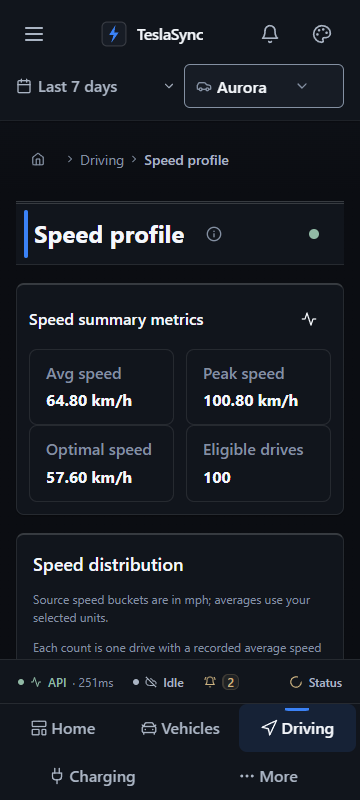 TeslaSync
Last 7 days
Aurora
Driving
Speed profile
Speed profile
Speed summary metrics
Avg speed
64.80 km/h
Peak speed
100.80 km/h
Optimal speed
57.60 km/h
Eligible drives
100
Speed distribution
Source speed buckets are in mph; averages use your
selected units.
Each count is one drive with a recorded average speed
API · 251ms
Idle
2
Status
Home
Vehicles
Driving
Charging
More